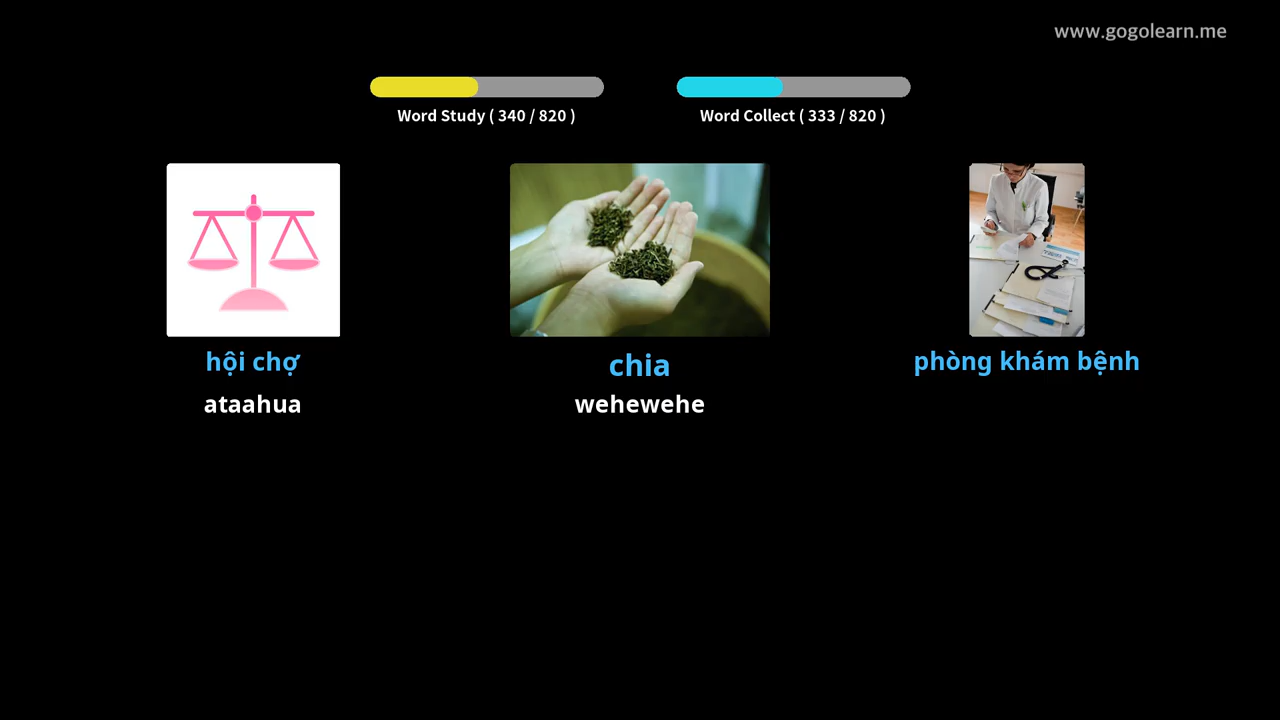 www.gogolearn.me
Word Study ( 340 / 820 )
Word Collect ( 333 / 820 )
hội chợ
ataahua
chia
wehewehe
phòng khám bệnh